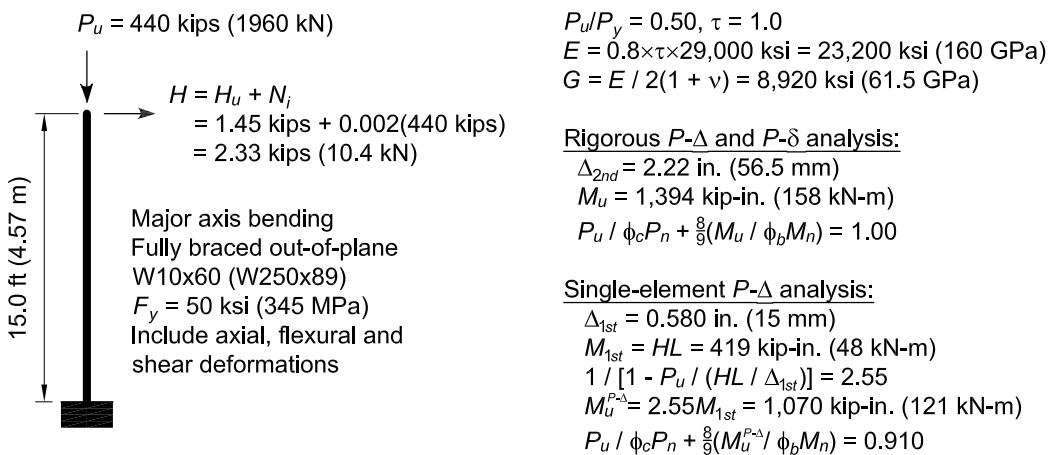 P_u = 440 kips (1960 kN)
H = H_u + N_i
= 1.45 kips + 0.002(440 kips)
= 2.33 kips (10.4 kN)
15.0 ft (4.57 m)
Major axis bending
Fully braced out-of-plane
W10x60 (W250x89)
F_y = 50 ksi (345 MPa)
Include axial, flexural and
shear deformations
P_u/P_y = 0.50, τ = 1.0
E = 0.8×τ×29,000 ksi = 23,200 ksi (160 GPa)
G = E / 2(1 + ν) = 8,920 ksi (61.5 GPa)
Rigorous P-Δ and P-δ analysis:
Δ_2nd = 2.22 in. (56.5 mm)
M_u = 1,394 kip-in. (158 kN-m)
P_u / ϕ_cP_n + 8/9(M_u / ϕ_bM_n) = 1.00
Single-element P-Δ analysis:
Δ_1st = 0.580 in. (15 mm)
M_1st = HL = 419 kip-in. (48 kN-m)
1 / [1 - P_u / (HL / Δ_1st)] = 2.55
M_u^P-Δ = 2.55M_1st = 1,070 kip-in. (121 kN-m)
P_u / ϕ_cP_n + 8/9(M_u^P-Δ / ϕ_bM_n) = 0.910